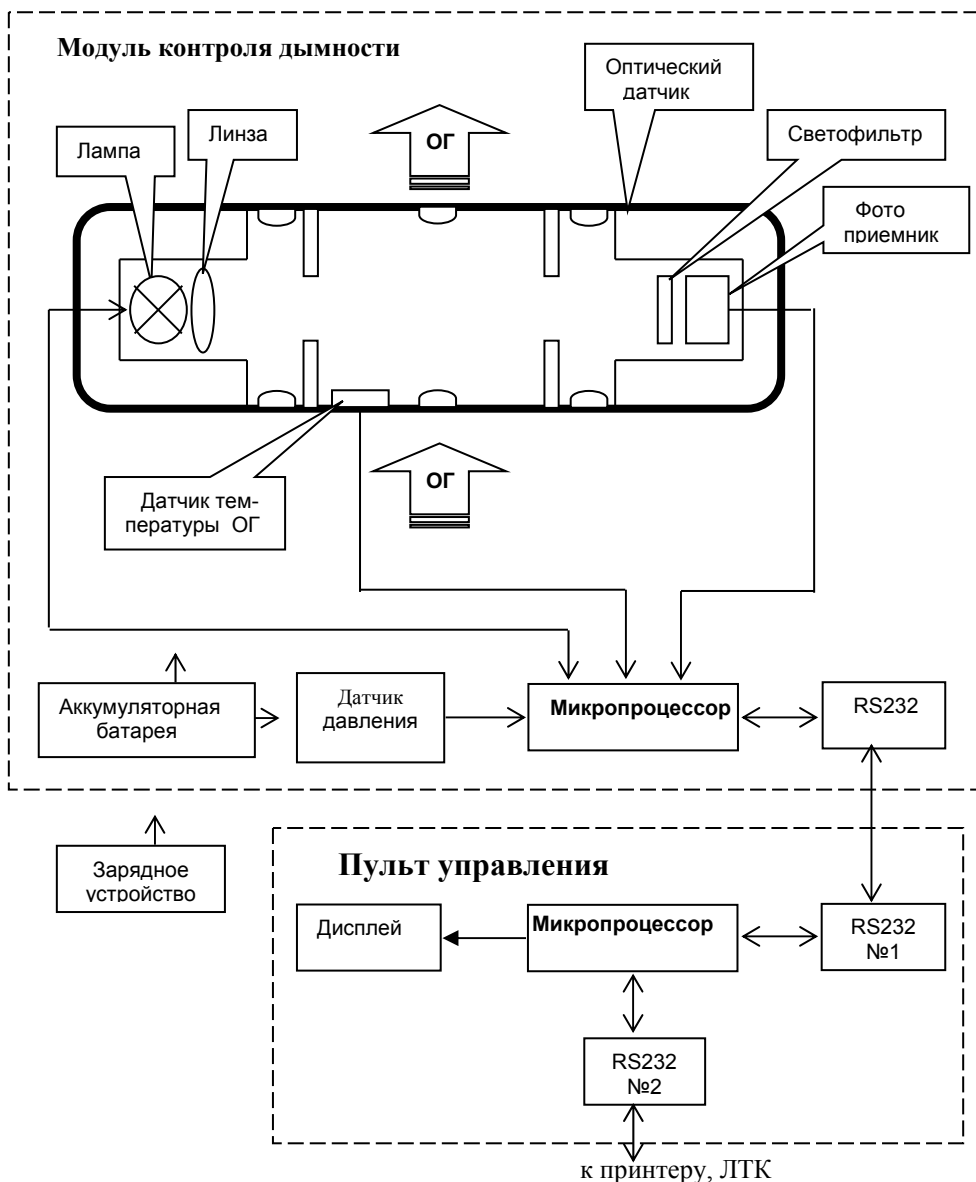 Модуль контроля дымности
Оптический
датчик
Линза
Лампа
ОГ
Светофильтр
Фото
приемник
Датчик тем-
пературы ОГ
ОГ
Аккумуляторная
батарея
Датчик
давления
Микропроцессор
RS232
Зарядное
устройство
Пульт управления
Дисплей
Микропроцессор
RS232
№1
RS232
№2
к принтеру, ЛТК